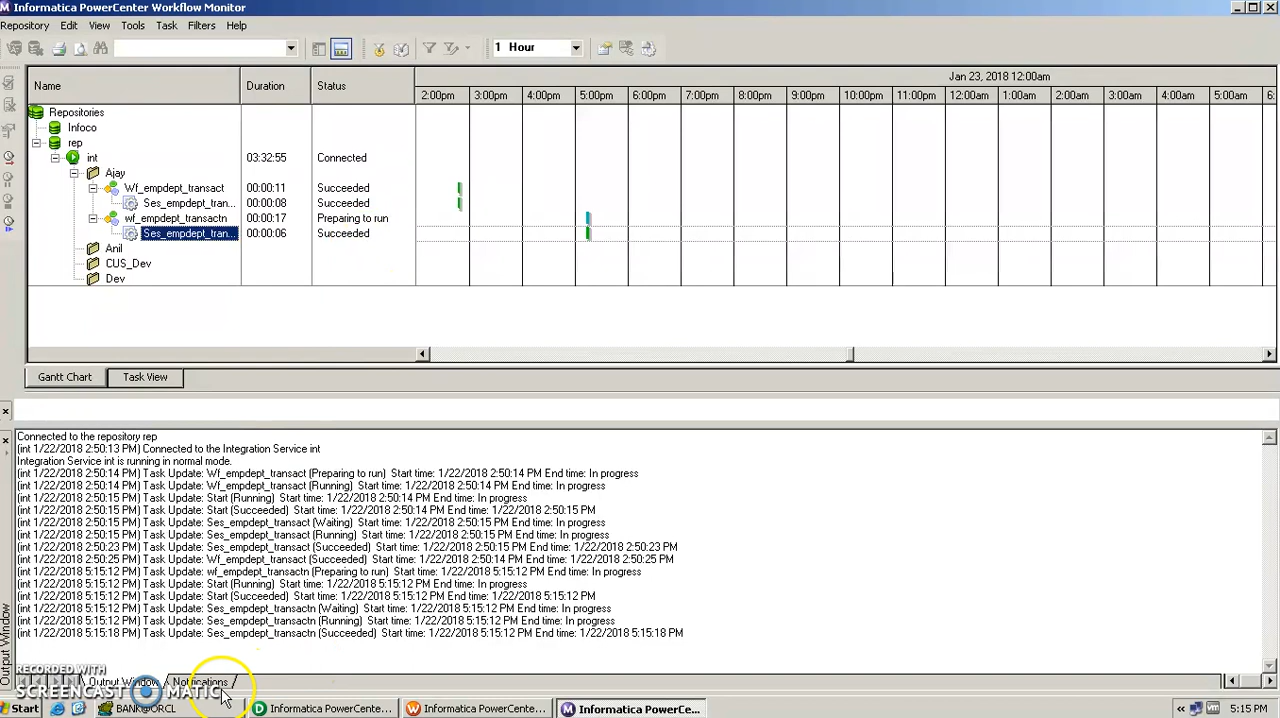 Informatica PowerCenter Workflow Monitor
Repository Edit View Tools Task Filters Help
1 Hour
Name Duration Status
Jan 23, 2018 12:00am
2:00pm 3:00pm 4:00pm 5:00pm 6:00pm 7:00pm 8:00pm 9:00pm 10:00pm 11:00pm 12:00am 1:00am 2:00am 3:00am 4:00am 5:00am 6:
Repositories
Infoco
rep
int 03:32:55 Connected
Ajay
Wf_empdept_transact 00:00:11 Succeeded
Ses_empdept_tran... 00:00:08 Succeeded
wf_empdept_transactn 00:00:17 Preparing to run
Ses_empdept_tran... 00:00:06 Succeeded
Anil
CUS_Dev
Dev
Gantt Chart Task View
Connected to the repository rep
(int 1/22/2018 2:50:13 PM) Connected to the Integration Service int
Integration Service int is running in normal mode.
(int 1/22/2018 2:50:14 PM) Task Update: Wf_empdept_transact (Preparing to run) Start time: 1/22/2018 2:50:14 PM End time: In progress
(int 1/22/2018 2:50:14 PM) Task Update: Wf_empdept_transact (Running) Start time: 1/22/2018 2:50:14 PM End time: In progress
(int 1/22/2018 2:50:15 PM) Task Update: Start (Running) Start time: 1/22/2018 2:50:14 PM End time: In progress
(int 1/22/2018 2:50:15 PM) Task Update: Start (Succeeded) Start time: 1/22/2018 2:50:14 PM End time: 1/22/2018 2:50:15 PM
(int 1/22/2018 2:50:15 PM) Task Update: Ses_empdept_transact (Waiting) Start time: 1/22/2018 2:50:15 PM End time: In progress
(int 1/22/2018 2:50:15 PM) Task Update: Ses_empdept_transact (Running) Start time: 1/22/2018 2:50:15 PM End time: In progress
(int 1/22/2018 2:50:23 PM) Task Update: Ses_empdept_transact (Succeeded) Start time: 1/22/2018 2:50:15 PM End time: 1/22/2018 2:50:23 PM
(int 1/22/2018 2:50:25 PM) Task Update: Wf_empdept_transact (Succeeded) Start time: 1/22/2018 2:50:14 PM End time: 1/22/2018 2:50:25 PM
(int 1/22/2018 5:15:12 PM) Task Update: wf_empdept_transactn (Preparing to run) Start time: 1/22/2018 5:15:12 PM End time: In progress
(int 1/22/2018 5:15:12 PM) Task Update: Start (Running) Start time: 1/22/2018 5:15:12 PM End time: In progress
(int 1/22/2018 5:15:12 PM) Task Update: Start (Succeeded) Start time: 1/22/2018 5:15:12 PM End time: 1/22/2018 5:15:12 PM
(int 1/22/2018 5:15:12 PM) Task Update: Ses_empdept_transactn (Waiting) Start time: 1/22/2018 5:15:12 PM End time: In progress
(int 1/22/2018 5:15:12 PM) Task Update: Ses_empdept_transactn (Running) Start time: 1/22/2018 5:15:12 PM End time: In progress
(int 1/22/2018 5:15:18 PM) Task Update: Ses_empdept_transactn (Succeeded) Start time: 1/22/2018 5:15:12 PM End time: 1/22/2018 5:15:18 PM
Output Window
RECORDED WITH
Output Window Notifications
SCREENCAST MATIC
Start BANK@ORCL Informatica PowerCente... Informatica PowerCente... Informatica PowerCe... 5:15 PM